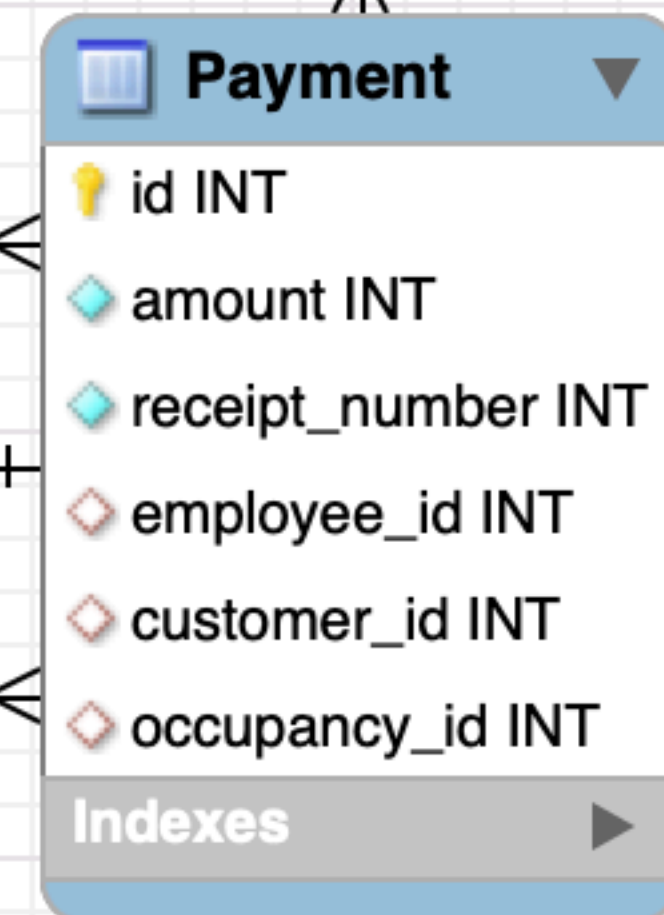 Payment
id INT
amount INT
receipt_number INT
employee_id INT
customer_id INT
occupancy_id INT
Indexes